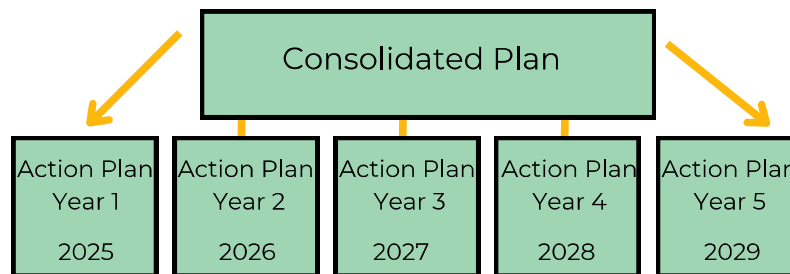 Consolidated Plan
Action Plan
Year 1
2025
Action Plan
Year 2
2026
Action Plan
Year 3
2027
Action Plan
Year 4
2028
Action Plan
Year 5
2029